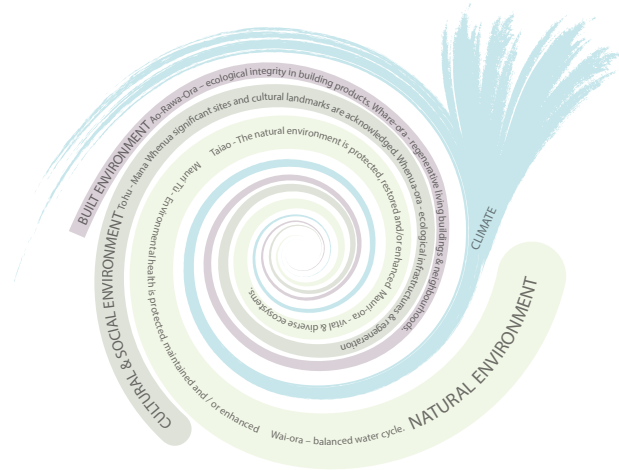 BUILT ENVIRONMENT Ao-Rawa-Ora – ecological integrity in building products. Whare-ora - regenerative living buildings & neighbourhoods.
CULTURAL & SOCIAL ENVIRONMENT Tohu - Mana Whenua significant sites and cultural landmarks are acknowledged. Whenua-ora - ecological infrastructures & regeneration
NATURAL ENVIRONMENT Wai-ora – balanced water cycle.
Mauri Tū - Environmental health is protected, maintained and / or enhanced
Taiao - The natural environment is protected, restored and/or enhanced Mauri-ora - vital & diverse ecosystems.
CLIMATE